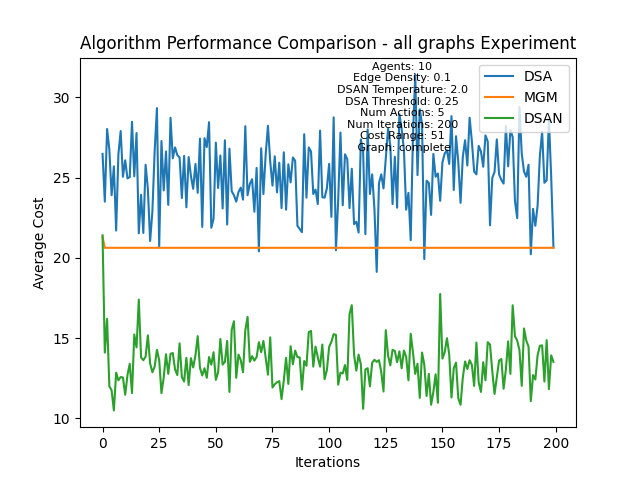 Algorithm Performance Comparison - all graphs Experiment
Agents: 10
Edge Density: 0.1
DSAN Temperature: 2.0
DSA Threshold: 0.25
Num Actions: 5
Num Iterations: 200
Cost Range: 51
Graph: complete
DSA
MGM
DSAN
Average Cost
30
25
20
15
10
0
25
50
75
100
125
150
175
200
Iterations